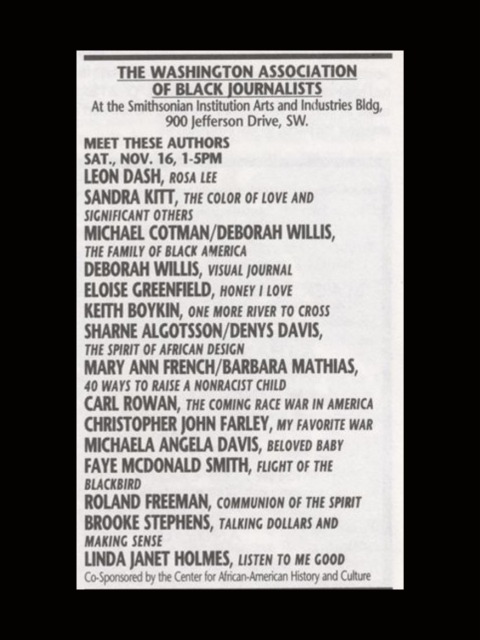 THE WASHINGTON ASSOCIATION
OF BLACK JOURNALISTS
At the Smithsonian Institution Arts and Industries Bldg,
900 Jefferson Drive, SW.
MEET THESE AUTHORS
SAT., NOV. 16, 1-5PM
LEON DASH, ROSA LEE
SANDRA KITT, THE COLOR OF LOVE AND
SIGNIFICANT OTHERS
MICHAEL COTMAN/DEBORAH WILLIS,
THE FAMILY OF BLACK AMERICA
DEBORAH WILLIS, VISUAL JOURNAL
ELOISE GREENFIELD, HONEY I LOVE
KEITH BOYKIN, ONE MORE RIVER TO CROSS
SHARNE ALGOTSSON/DENYS DAVIS,
THE SPIRIT OF AFRICAN DESIGN
MARY ANN FRENCH/BARBARA MATHIAS,
40 WAYS TO RAISE A NONRACIST CHILD
CARL ROWAN, THE COMING RACE WAR IN AMERICA
CHRISTOPHER JOHN FARLEY, MY FAVORITE WAR
MICHAELA ANGELA DAVIS, BELOVED BABY
FAYE MCDONALD SMITH, FLIGHT OF THE
BLACKBIRD
ROLAND FREEMAN, COMMUNION OF THE SPIRIT
BROOKE STEPHENS, TALKING DOLLARS AND
MAKING SENSE
LINDA JANET HOLMES, LISTEN TO ME GOOD
Co-Sponsored by the Center for African-American History and Culture